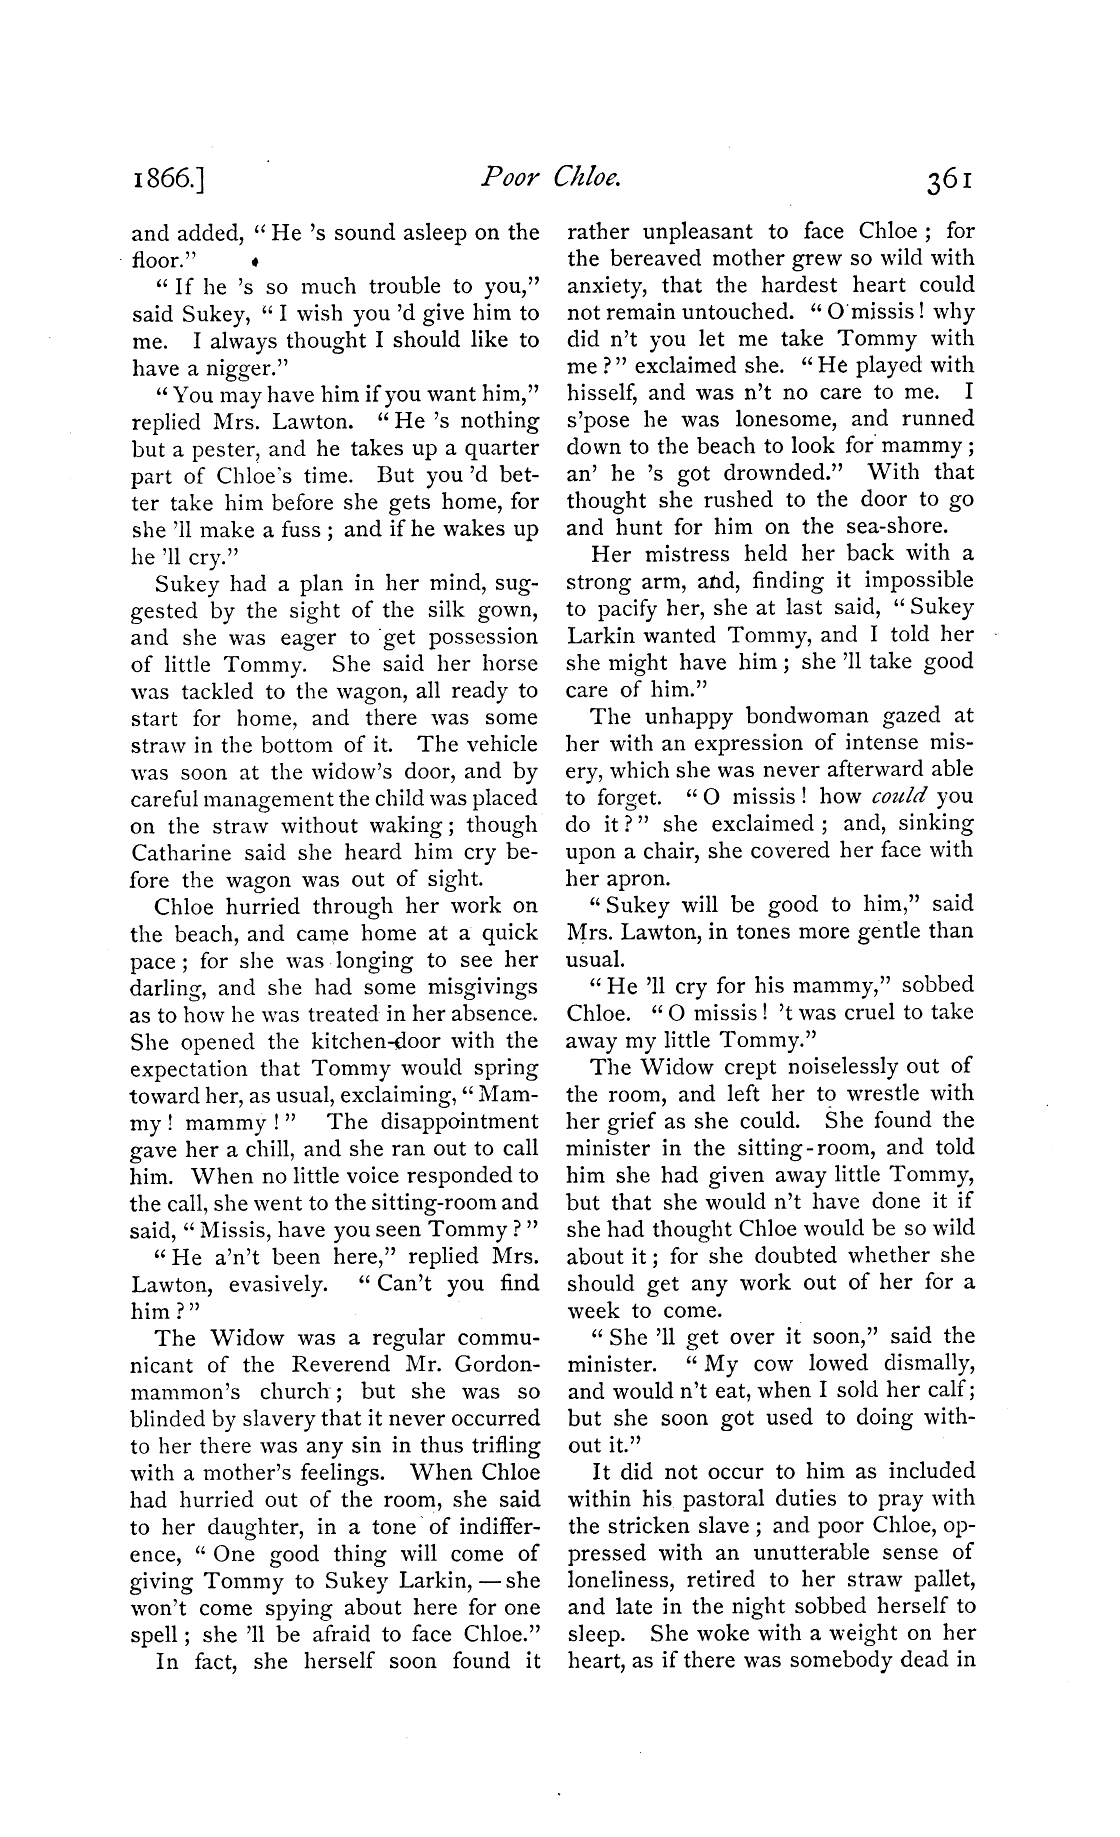 1866.] Poor Chloe. 361
and added, “ He ’s sound asleep on the
floor.”
“ If he ’s so much trouble to you,”
said Sukey, “ I wish you ’d give him to
me. I always thought I should like to
have a nigger.”
“ You may have him if you want him,”
replied Mrs. Lawton. “ He ’s nothing
but a pester, and he takes up a quarter
part of Chloe’s time. But you ’d bet-
ter take him before she gets home, for
she ’ll make a fuss ; and if he wakes up
he ’ll cry.”
Sukey had a plan in her mind, sug-
gested by the sight of the silk gown,
and she was eager to get possession
of little Tommy. She said her horse
was tackled to the wagon, all ready to
start for home, and there was some
straw in the bottom of it. The vehicle
was soon at the widow’s door, and by
careful management the child was placed
on the straw without waking ; though
Catharine said she heard him cry be-
fore the wagon was out of sight.
Chloe hurried through her work on
the beach, and came home at a quick
pace ; for she was longing to see her
darling, and she had some misgivings
as to how he was treated in her absence.
She opened the kitchen-door with the
expectation that Tommy would spring
toward her, as usual, exclaiming, “ Mam-
my ! mammy ! ” The disappointment
gave her a chill, and she ran out to call
him. When no little voice responded to
the call, she went to the sitting-room and
said, “ Missis, have you seen Tommy ? ”
“ He a’n’t been here,” replied Mrs.
Lawton, evasively. “ Can’t you find
him ? ”
The Widow was a regular commu-
nicant of the Reverend Mr. Gordon-
mammon’s church ; but she was so
blinded by slavery that it never occurred
to her there was any sin in thus trifling
with a mother’s feelings. When Chloe
had hurried out of the room, she said
to her daughter, in a tone of indiffer-
ence, “ One good thing will come of
giving Tommy to Sukey Larkin, — she
won’t come spying about here for one
spell ; she ’ll be afraid to face Chloe.”
In fact, she herself soon found it
rather unpleasant to face Chloe ; for
the bereaved mother grew so wild with
anxiety, that the hardest heart could
not remain untouched. “ O missis ! why
did n’t you let me take Tommy with
me ? ” exclaimed she. “ He played with
hisself, and was n’t no care to me. I
s’pose he was lonesome, and runned
down to the beach to look for mammy ;
an’ he ’s got drownded.” With that
thought she rushed to the door to go
and hunt for him on the sea-shore.
Her mistress held her back with a
strong arm, and, finding it impossible
to pacify her, she at last said, “ Sukey
Larkin wanted Tommy, and I told her
she might have him ; she ’ll take good
care of him.”
The unhappy bondwoman gazed at
her with an expression of intense mis-
ery, which she was never afterward able
to forget. “ O missis ! how could you
do it ? ” she exclaimed ; and, sinking
upon a chair, she covered her face with
her apron.
“ Sukey will be good to him,” said
Mrs. Lawton, in tones more gentle than
usual.
“ He ’ll cry for his mammy,” sobbed
Chloe. “ O missis ! ’t was cruel to take
away my little Tommy.”
The Widow crept noiselessly out of
the room, and left her to wrestle with
her grief as she could. She found the
minister in the sitting-room, and told
him she had given away little Tommy,
but that she would n’t have done it if
she had thought Chloe would be so wild
about it ; for she doubted whether she
should get any work out of her for a
week to come.
“ She ’ll get over it soon,” said the
minister. “ My cow lowed dismally,
and would n’t eat, when I sold her calf ;
but she soon got used to doing with-
out it.”
It did not occur to him as included
within his pastoral duties to pray with
the stricken slave ; and poor Chloe, op-
pressed with an unutterable sense of
loneliness, retired to her straw pallet,
and late in the night sobbed herself to
sleep. She woke with a weight on her
heart, as if there was somebody dead in